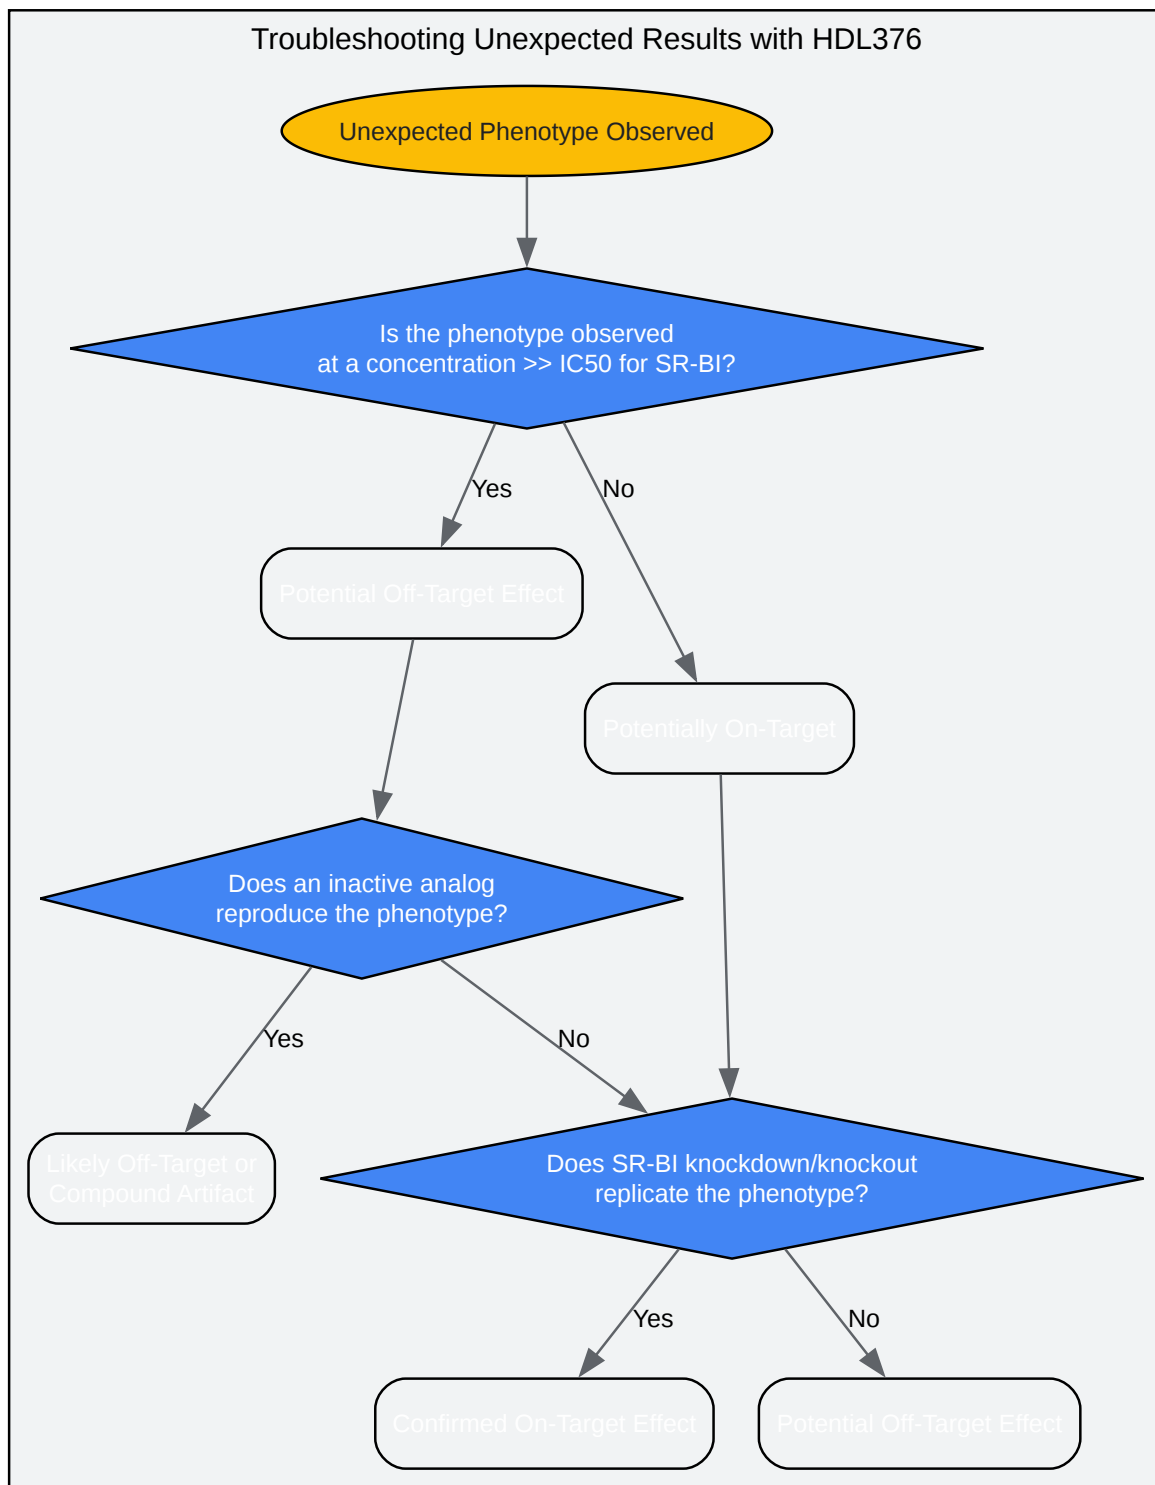 Troubleshooting Unexpected Results with HDL376
Unexpected Phenotype Observed
Is the phenotype observed
at a concentration >> IC50 for SR-BI?
Yes
No
Potential Off-Target Effect
Potentially On-Target
Does an inactive analog
reproduce the phenotype?
Yes
No
Likely Off-Target or
Compound Artifact
Does SR-BI knockdown/knockout
replicate the phenotype?
Yes
No
Confirmed On-Target Effect
Potential Off-Target Effect